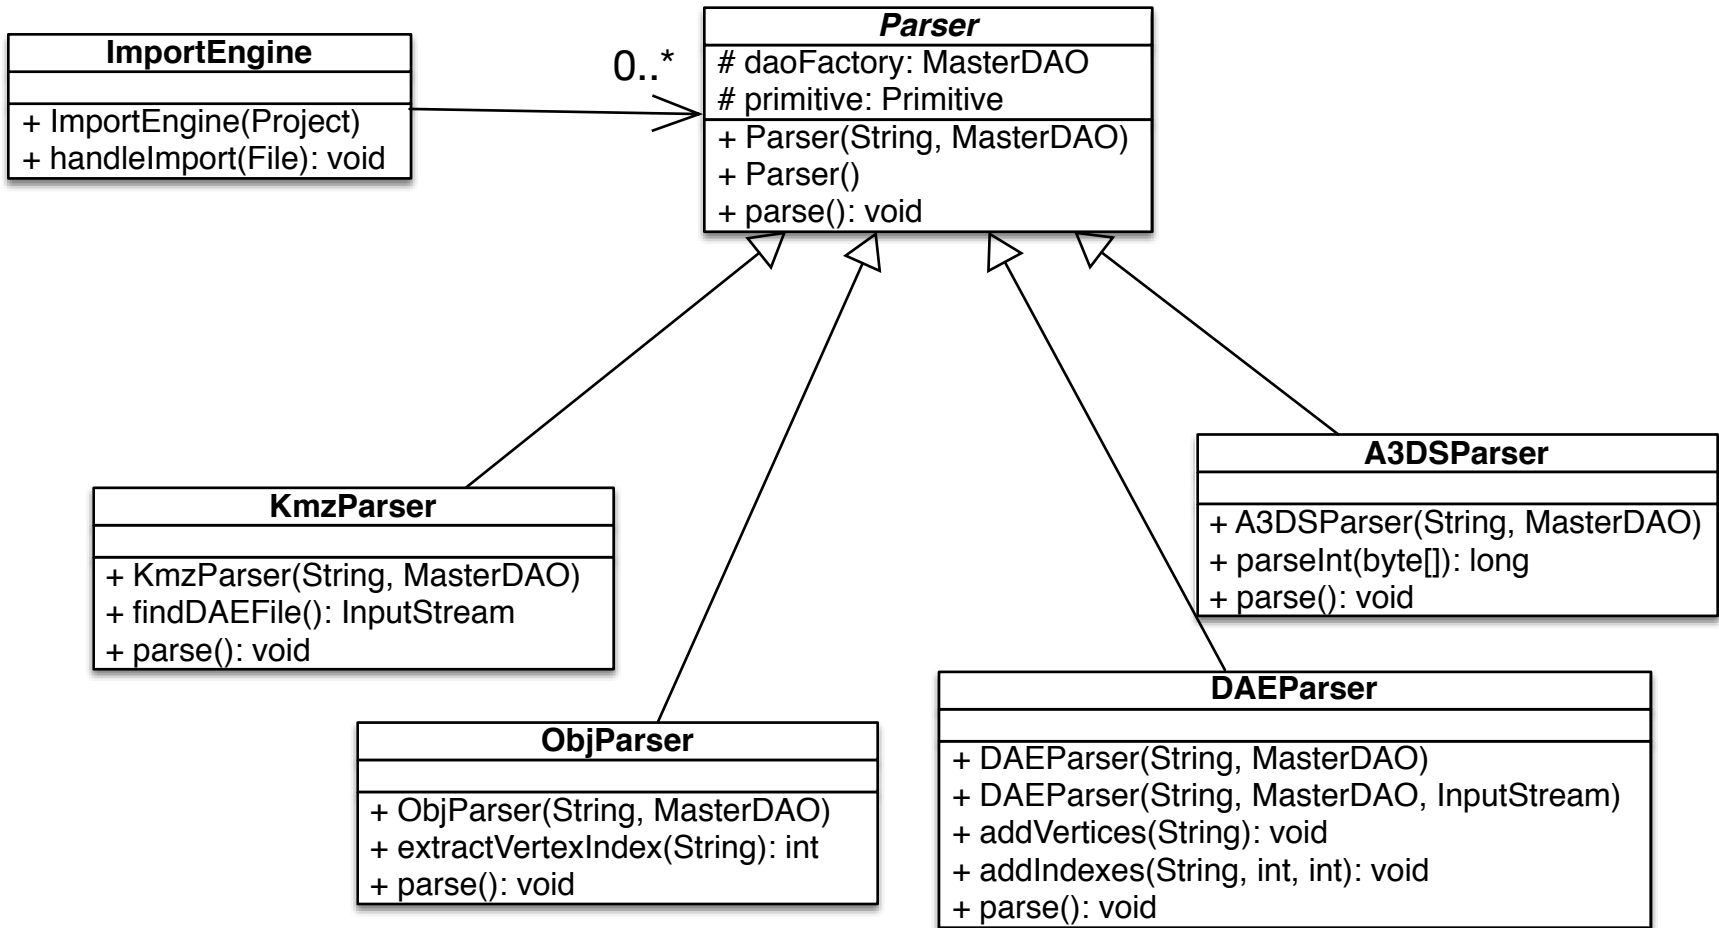 ImportEngine
+ ImportEngine(Project)
+ handleImport(File): void
0..*
Parser
# daoFactory: MasterDAO
# primitive: Primitive
+ Parser(String, MasterDAO)
+ Parser()
+ parse(): void
KmzParser
+ KmzParser(String, MasterDAO)
+ findDAEFile(): InputStream
+ parse(): void
A3DSParser
+ A3DSParser(String, MasterDAO)
+ parseInt(byte[]): long
+ parse(): void
ObjParser
+ ObjParser(String, MasterDAO)
+ extractVertexIndex(String): int
+ parse(): void
DAEParser
+ DAEParser(String, MasterDAO)
+ DAEParser(String, MasterDAO, InputStream)
+ addVertices(String): void
+ addIndexes(String, int, int): void
+ parse(): void